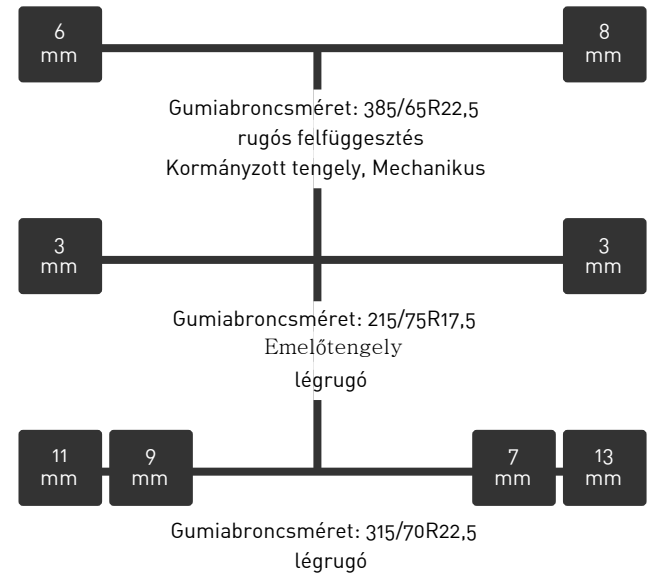 6 8
mm mm
Gumiabroncsméret: 385/65R22,5
rugós felfüggesztés
Kormányzott tengely, Mechanikus
3 3
mm mm
Gumiabroncsméret: 215/75R17,5
Emelőtengely
légrugó
11 9 7 13
mm mm mm mm
Gumiabroncsméret: 315/70R22,5
légrugó